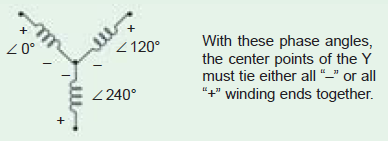 +
∠ 0°
−
+
∠ 120°
−
−
∠ 240°
+
With these phase angles,
the center points of the Y
must tie either all “–” or all
“+” winding ends together.